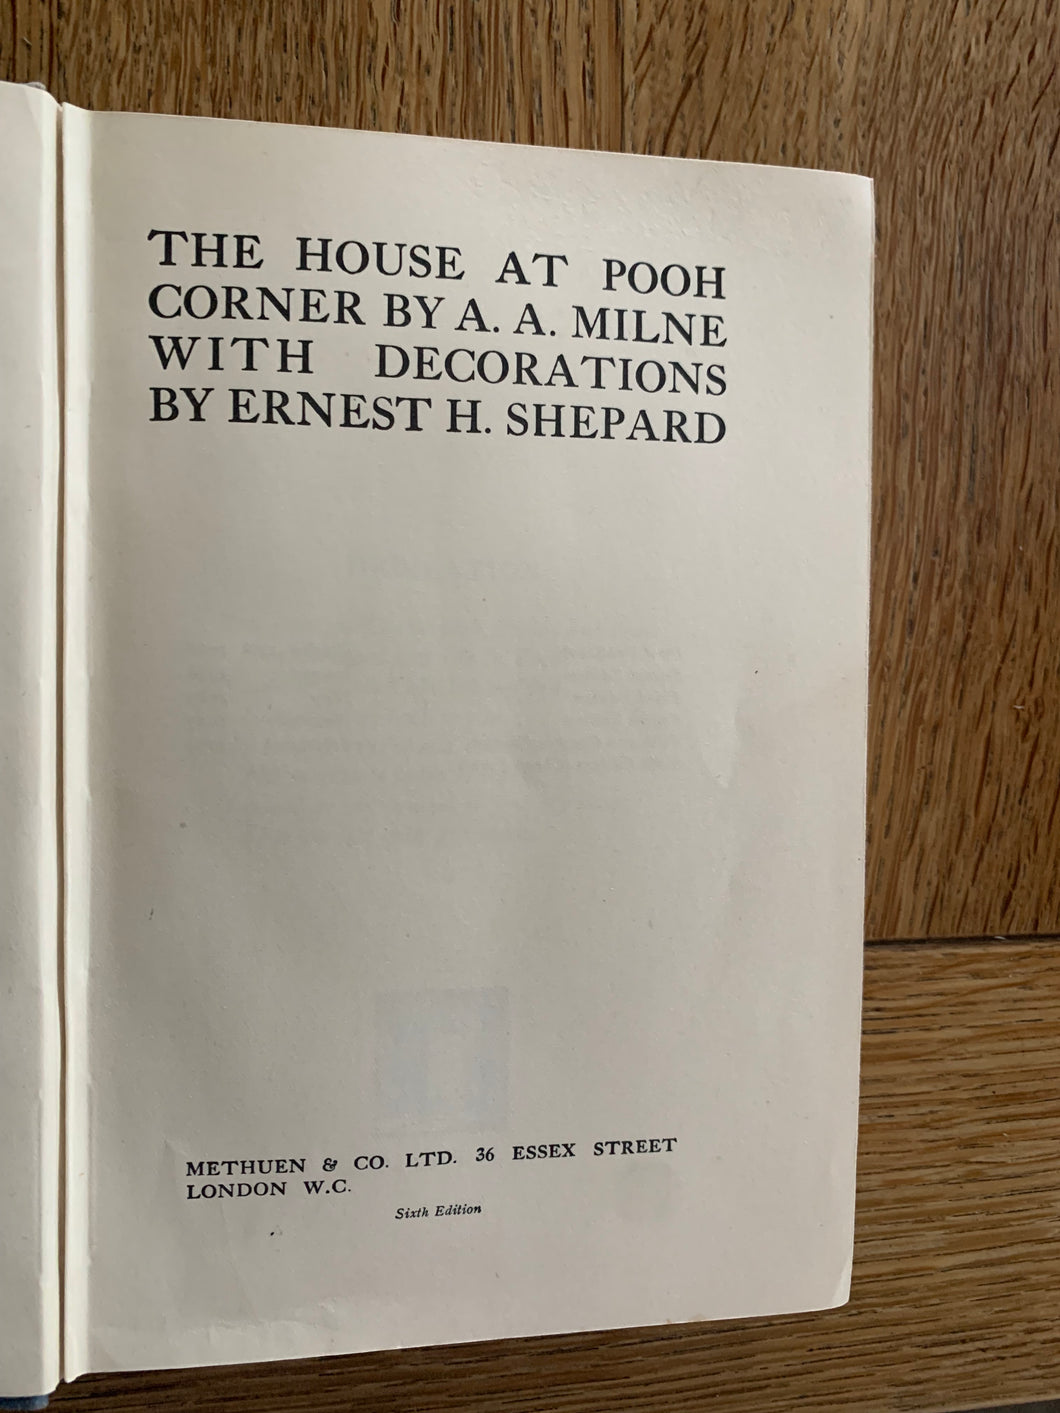 THE HOUSE AT POOH
CORNER BY A. A. MILNE
WITH DECORATIONS
BY ERNEST H. SHEPARD
METHUEN & CO. LTD. 36 ESSEX STREET
LONDON W.C.
Sixth Edition